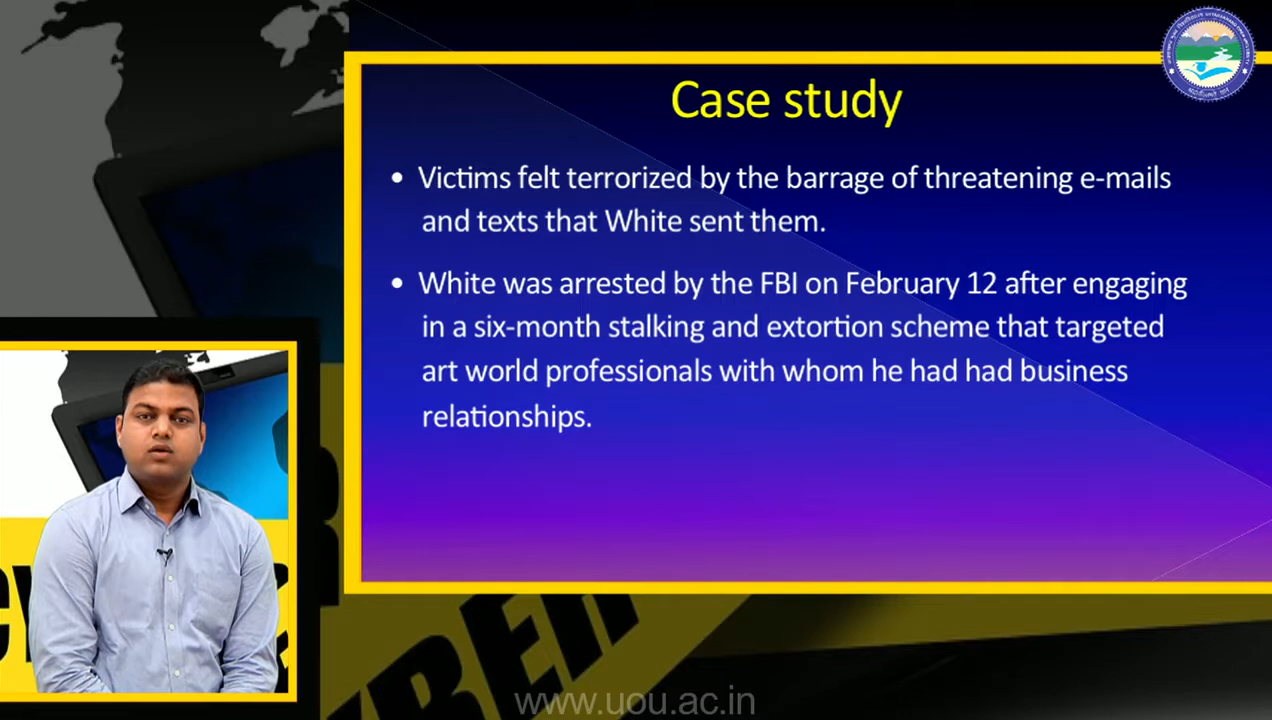 Case study
• Victims felt terrorized by the barrage of threatening e-mails
and texts that White sent them.
• White was arrested by the FBI on February 12 after engaging
in a six-month stalking and extortion scheme that targeted
art world professionals with whom he had had business
relationships.
CYBER
www.uou.ac.in